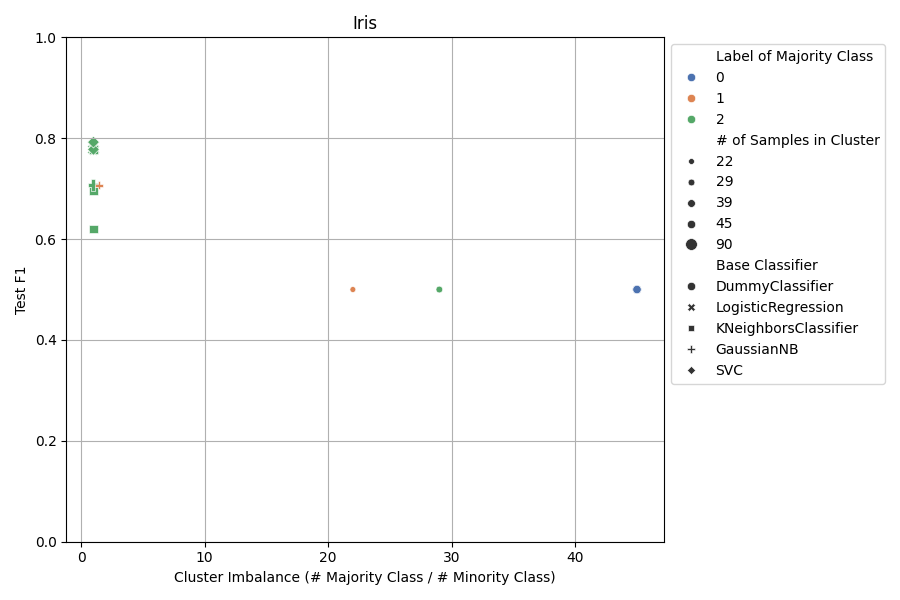 Iris
1.0
0.8
0.6
0.4
0.2
0.0
Test F1
0
10
20
30
40
Cluster Imbalance (# Majority Class / # Minority Class)
Label of Majority Class
0
1
2
# of Samples in Cluster
22
29
39
45
90
Base Classifier
DummyClassifier
LogisticRegression
KNeighborsClassifier
GaussianNB
SVC